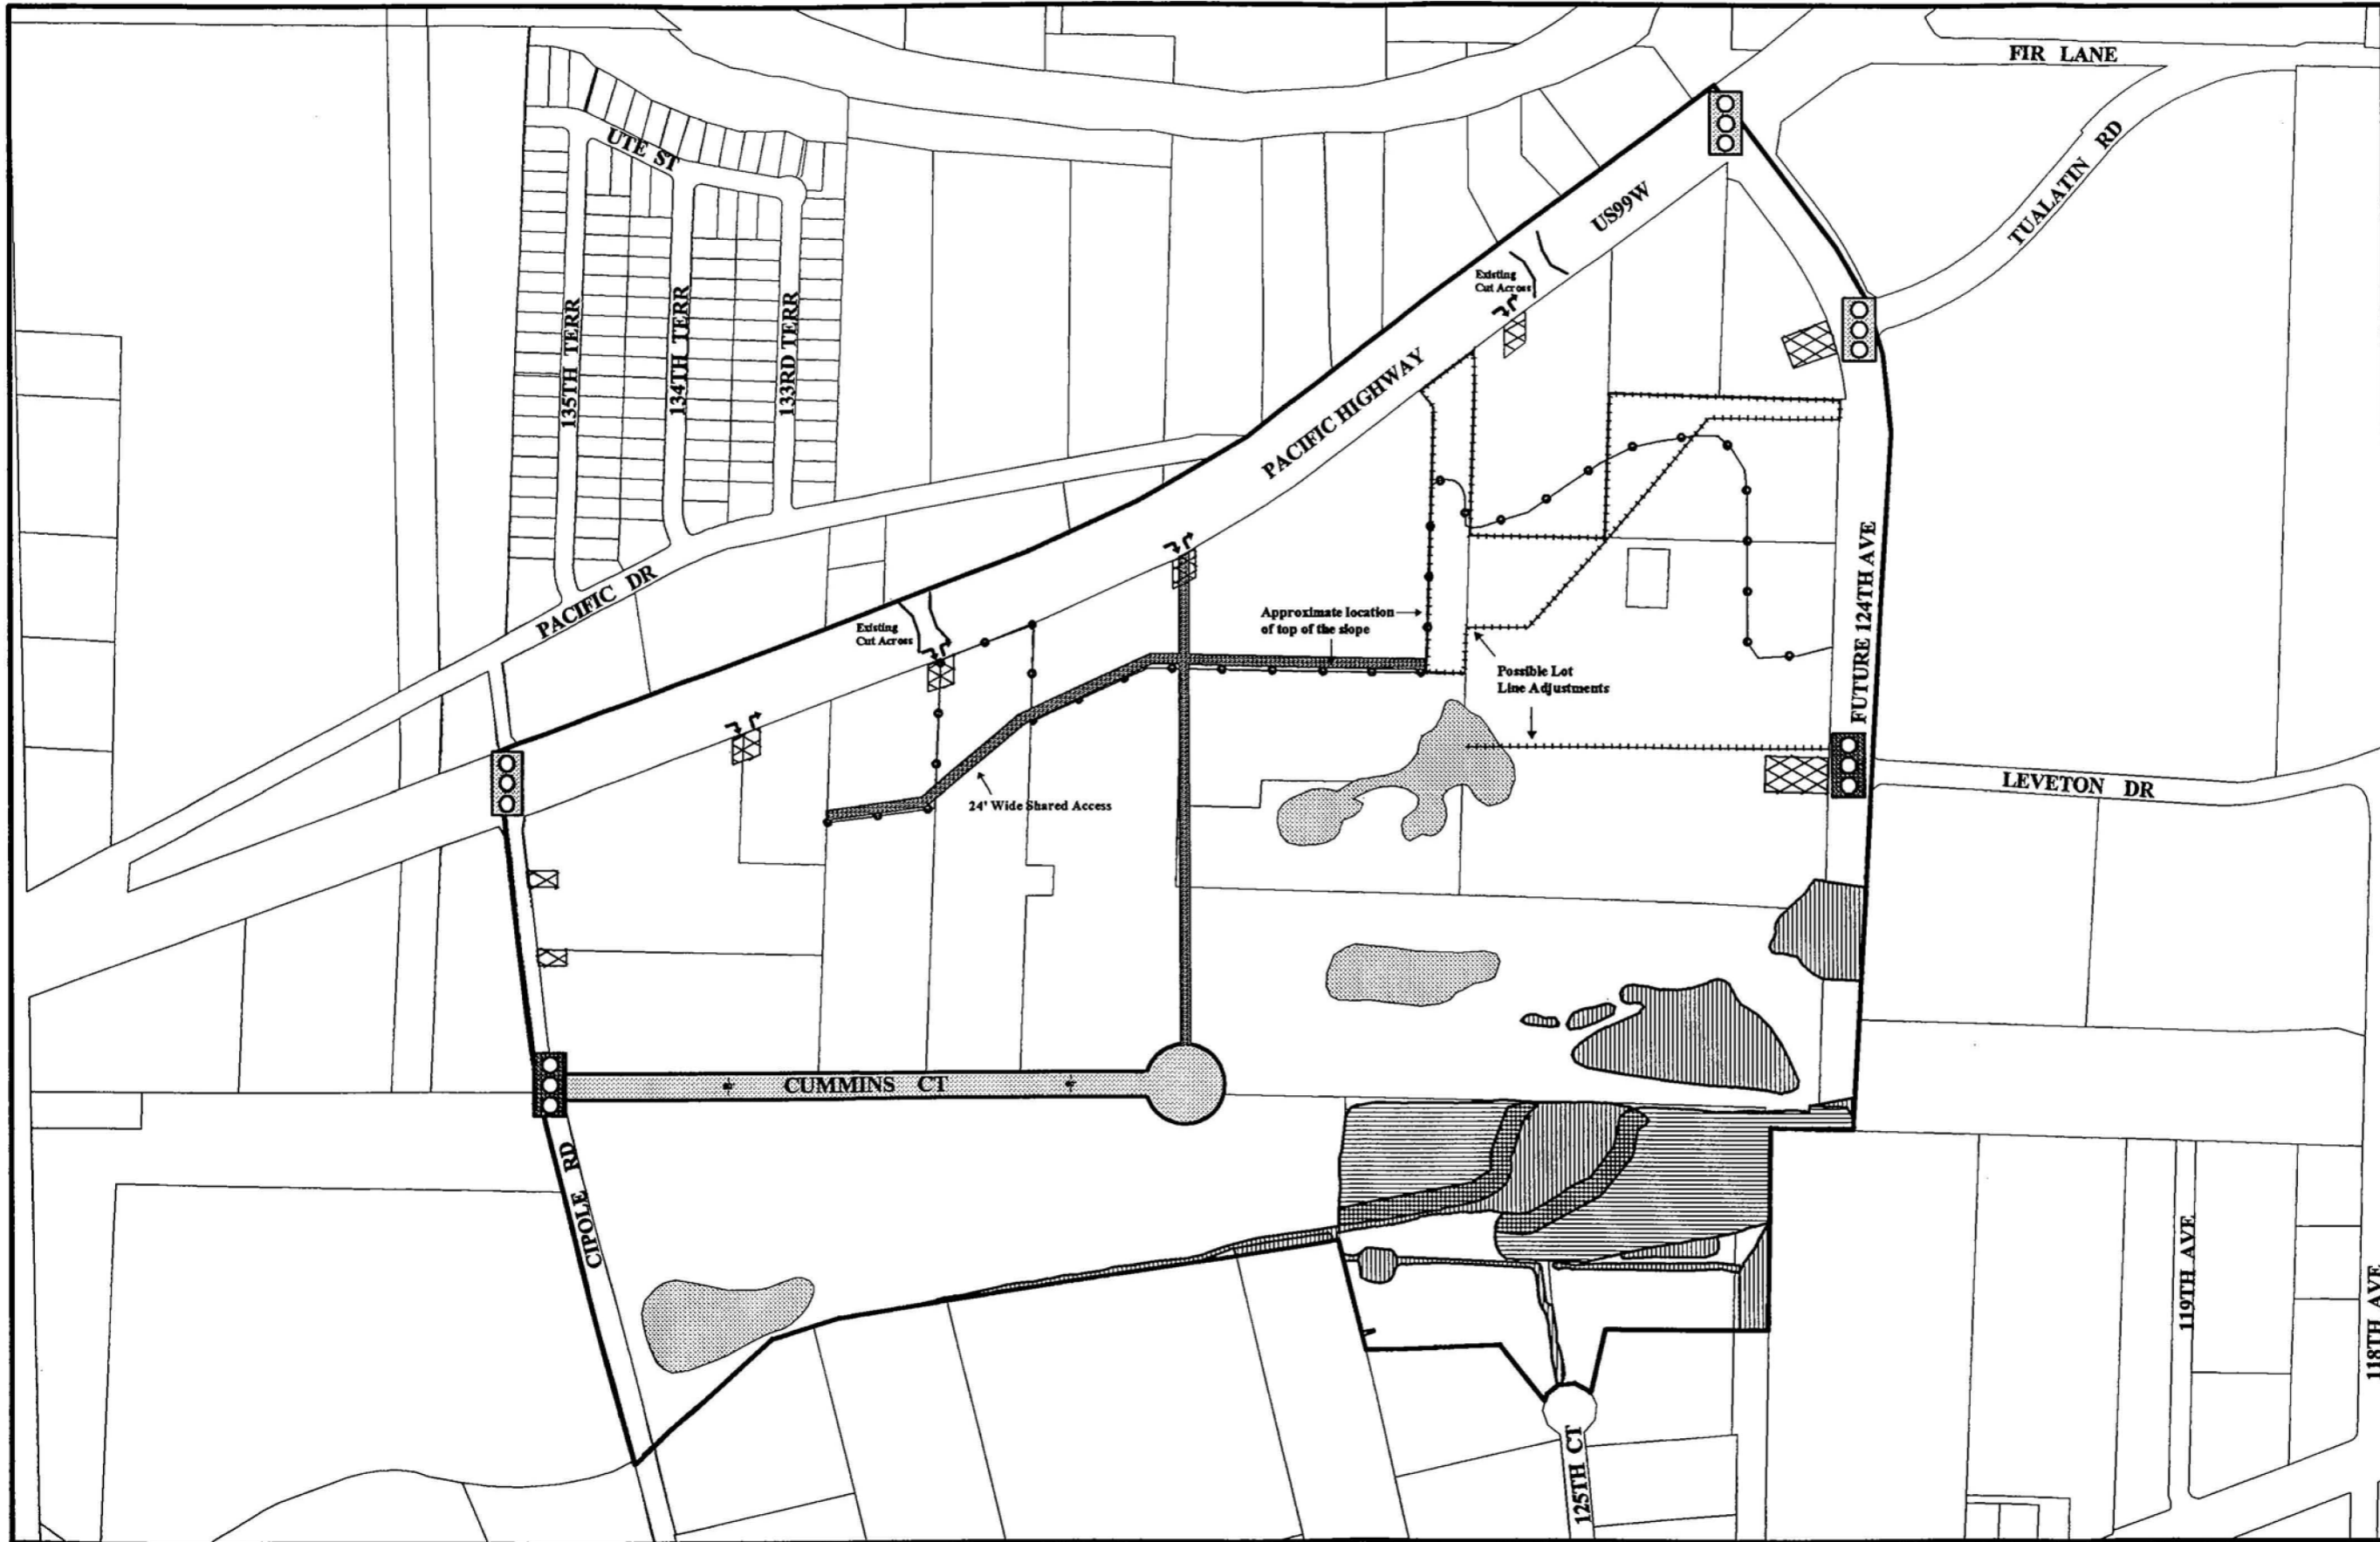 FIR LANE
TUALATIN RD
UTE ST
US99W
Existing
Cut Across
135TH TERR
134TH TERR
133RD TERR
PACIFIC HIGHWAY
PACIFIC DR
Existing
Cut Across
Approximate location
of top of the slope
FUTURE 124TH AVE
Possible Lot
Line Adjustments
24' Wide Shared Access
LEVETON DR
CUMMINS CT
CIPOLE RD
119TH AVE
118TH AVE
125TH CT